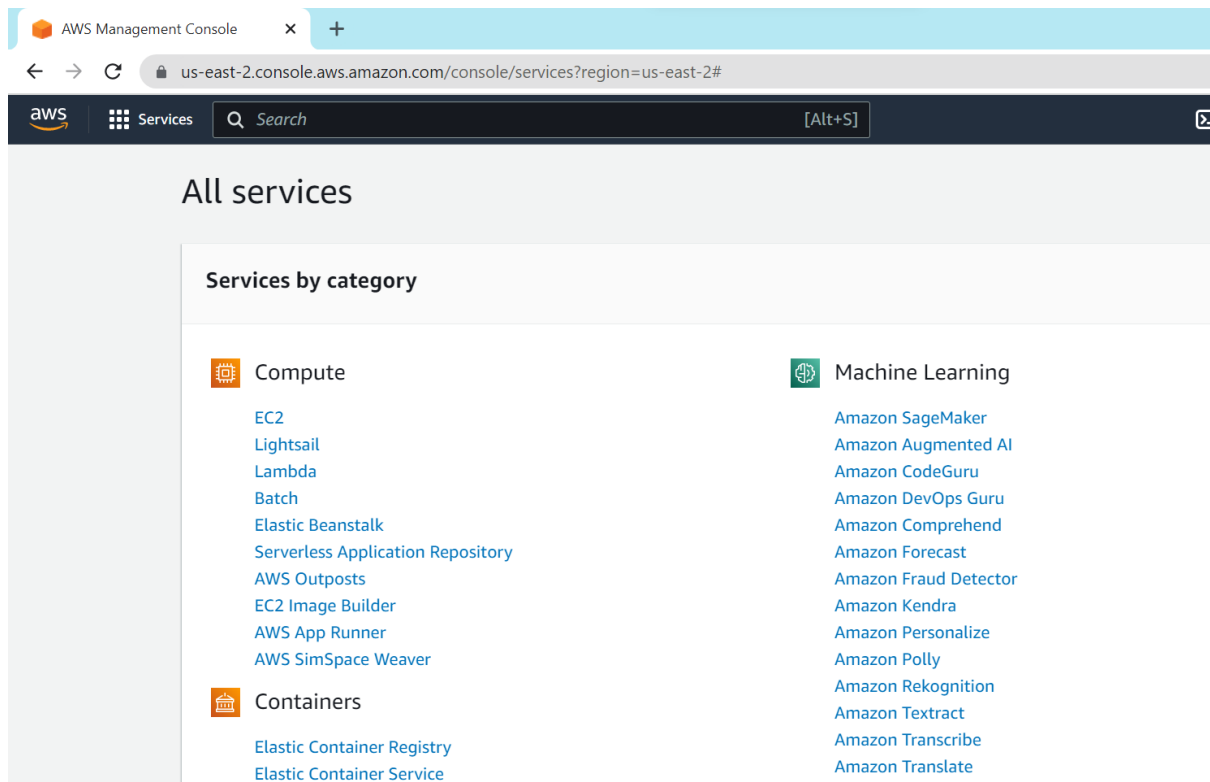 AWS Management Console
us-east-2.console.aws.amazon.com/console/services?region=us-east-2#
aws
Services
Search
[Alt+S]
All services
Services by category
Compute
EC2
Lightsail
Lambda
Batch
Elastic Beanstalk
Serverless Application Repository
AWS Outposts
EC2 Image Builder
AWS App Runner
AWS SimSpace Weaver
Containers
Elastic Container Registry
Elastic Container Service
Machine Learning
Amazon SageMaker
Amazon Augmented AI
Amazon CodeGuru
Amazon DevOps Guru
Amazon Comprehend
Amazon Forecast
Amazon Fraud Detector
Amazon Kendra
Amazon Personalize
Amazon Polly
Amazon Rekognition
Amazon Textract
Amazon Transcribe
Amazon Translate